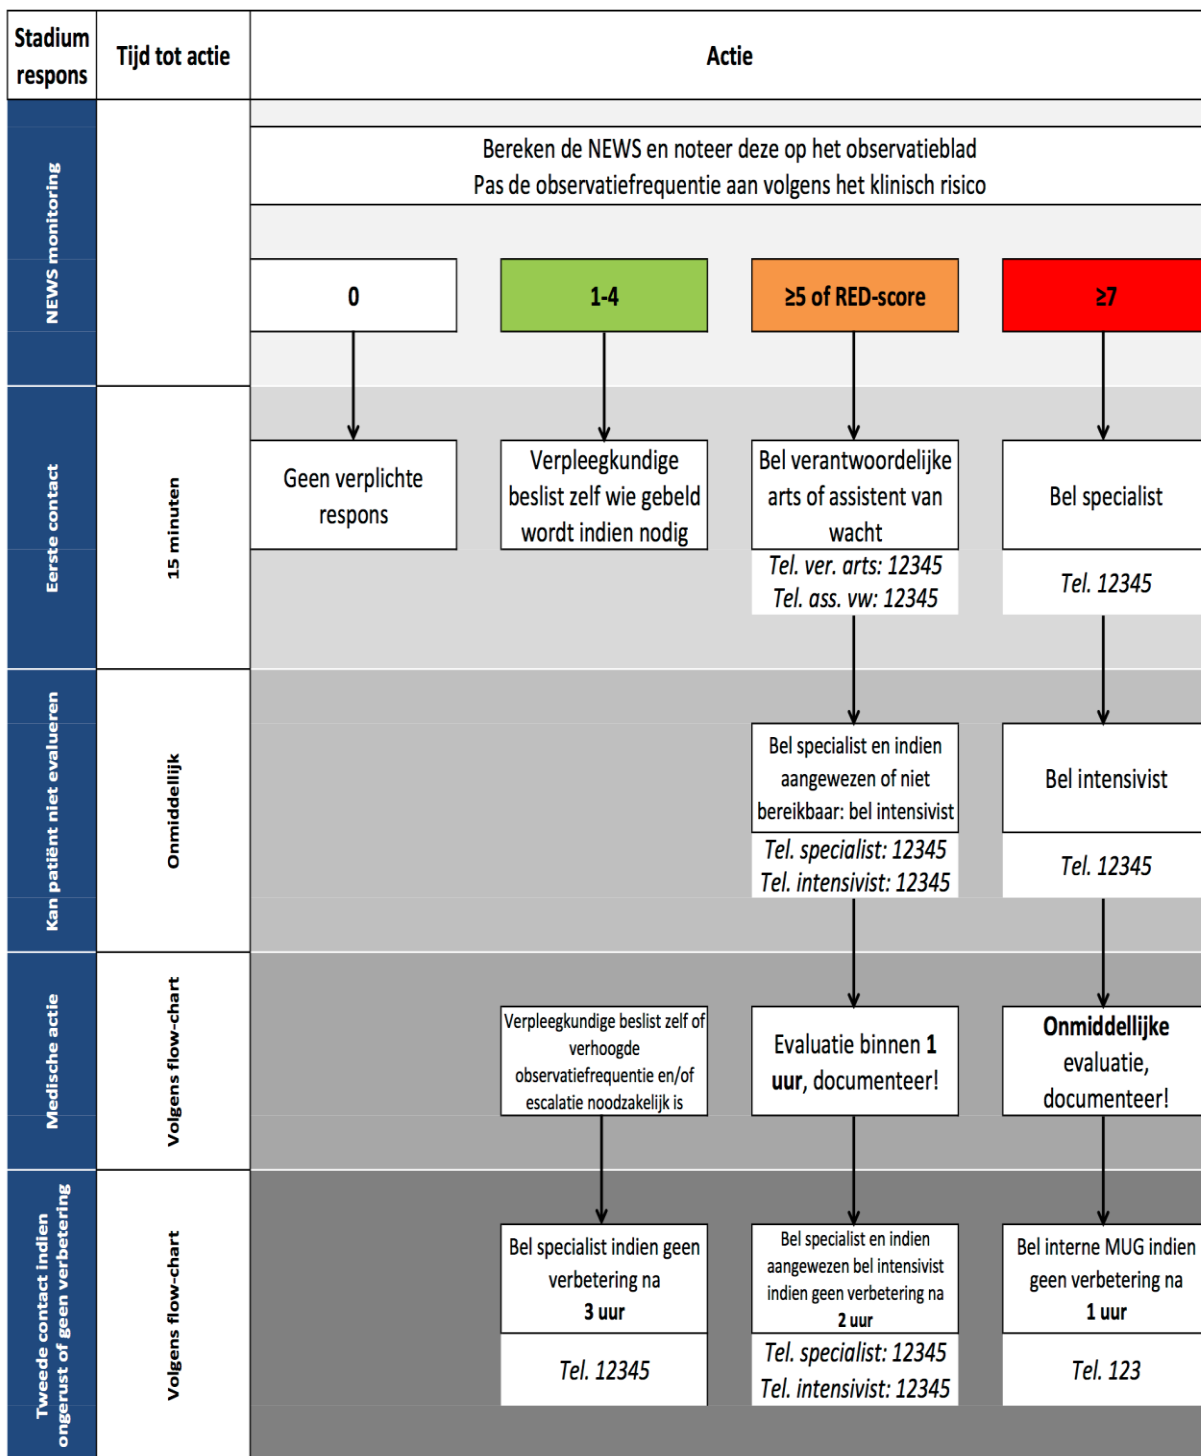 Stadium
respons
Tijd tot actie
Actie
NEWS monitoring
Bereken de NEWS en noteer deze op het observatieblad
Pas de observatiefrequentie aan volgens het klinisch risico
0
1-4
≥5 of RED-score
≥7
Eerste contact
15 minuten
Geen verplichte
respons
Verpleegkundige
beslist zelf wie gebeld
wordt indien nodig
Bel verantwoordelijke
arts of assistent van
wacht
Tel. ver. arts: 12345
Tel. ass. vw: 12345
Bel specialist
Tel. 12345
Kan patiënt niet evalueren
Onmiddellijk
Bel specialist en indien
aangewezen of niet
bereikbaar: bel intensivist
Tel. specialist: 12345
Tel. intensivist: 12345
Bel intensivist
Tel. 12345
Medische actie
Volgens flow-chart
Verpleegkundige beslist zelf of
verhoogde
observatiefrequentie en/of
escalatie noodzakelijk is
Evaluatie binnen 1
uur, documenteer!
Onmiddellijke
evaluatie,
documenteer!
Tweede contact indien
ongerust of geen verbetering
Volgens flow-chart
Bel specialist indien geen
verbetering na
3 uur
Tel. 12345
Bel specialist en indien
aangewezen bel intensivist
indien geen verbetering na
2 uur
Tel. specialist: 12345
Tel. intensivist: 12345
Bel interne MUG indien
geen verbetering na
1 uur
Tel. 123